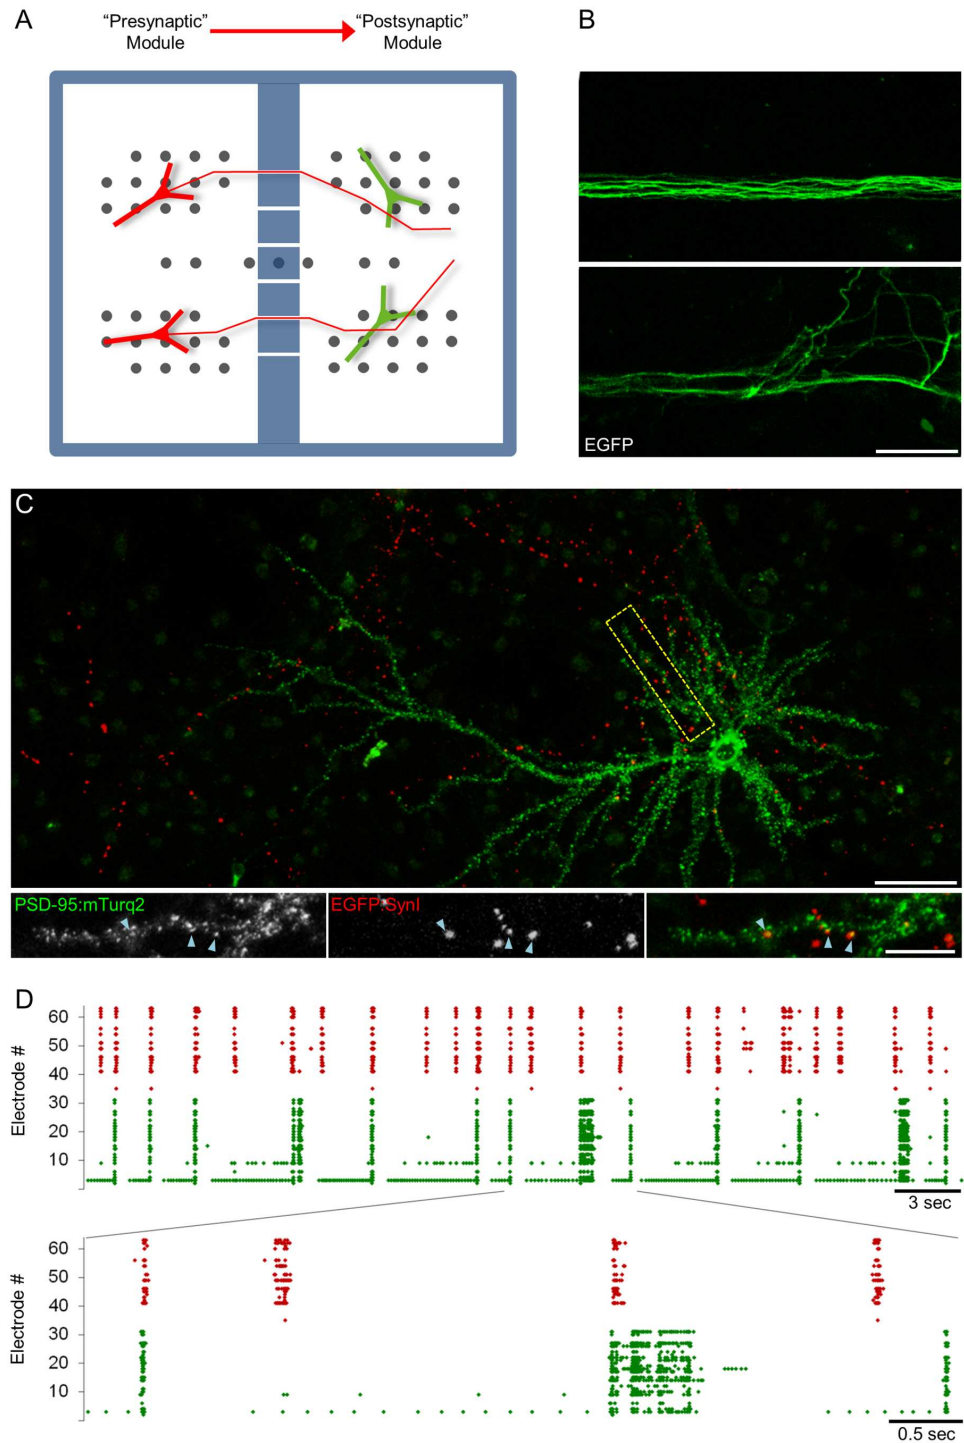 A
“Presynaptic”
Module
“Postsynaptic”
Module
B
EGFP
C
PSD-95:mTurq2
EGFP:SynI
D
Electrode #
60
50
40
30
20
10
3 sec
Electrode #
60
50
40
30
20
10
0.5 sec